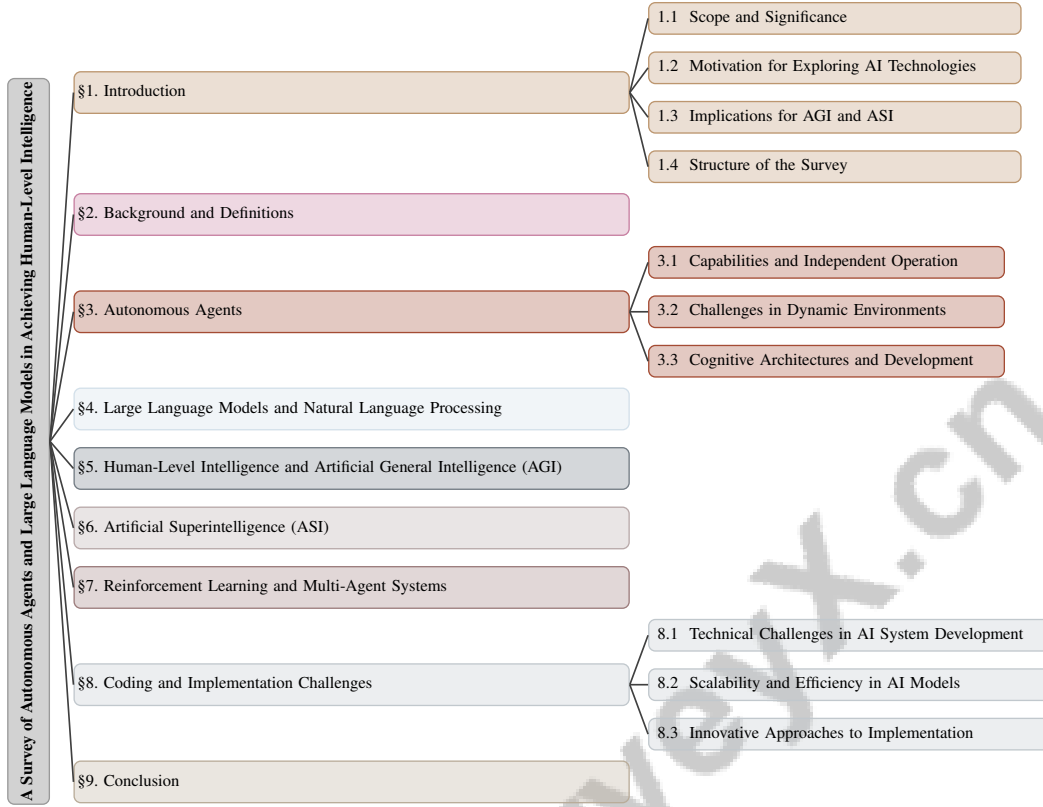 A Survey of Autonomous Agents and Large Language Models in Achieving Human-Level Intelligence
§1. Introduction
1.1 Scope and Significance
1.2 Motivation for Exploring AI Technologies
1.3 Implications for AGI and ASI
1.4 Structure of the Survey
§2. Background and Definitions
§3. Autonomous Agents
3.1 Capabilities and Independent Operation
3.2 Challenges in Dynamic Environments
3.3 Cognitive Architectures and Development
§4. Large Language Models and Natural Language Processing
§5. Human-Level Intelligence and Artificial General Intelligence (AGI)
§6. Artificial Superintelligence (ASI)
§7. Reinforcement Learning and Multi-Agent Systems
§8. Coding and Implementation Challenges
8.1 Technical Challenges in AI System Development
8.2 Scalability and Efficiency in AI Models
8.3 Innovative Approaches to Implementation
§9. Conclusion
veyx.cn